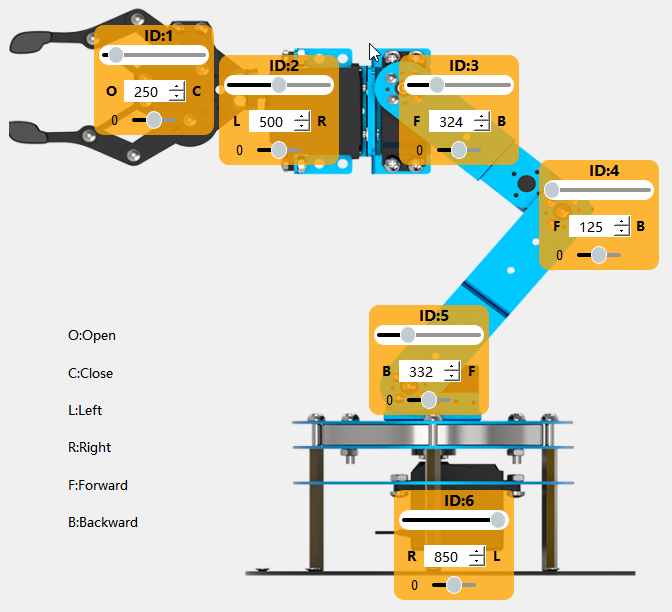 ID:1
O 250 C
0
ID:2
L 500 R
0
ID:3
F 324 B
0
ID:4
F 125 B
0
ID:5
B 332 F
0
O:Open
C:Close
L:Left
R:Right
F:Forward
B:Backward
ID:6
R 850 L
0